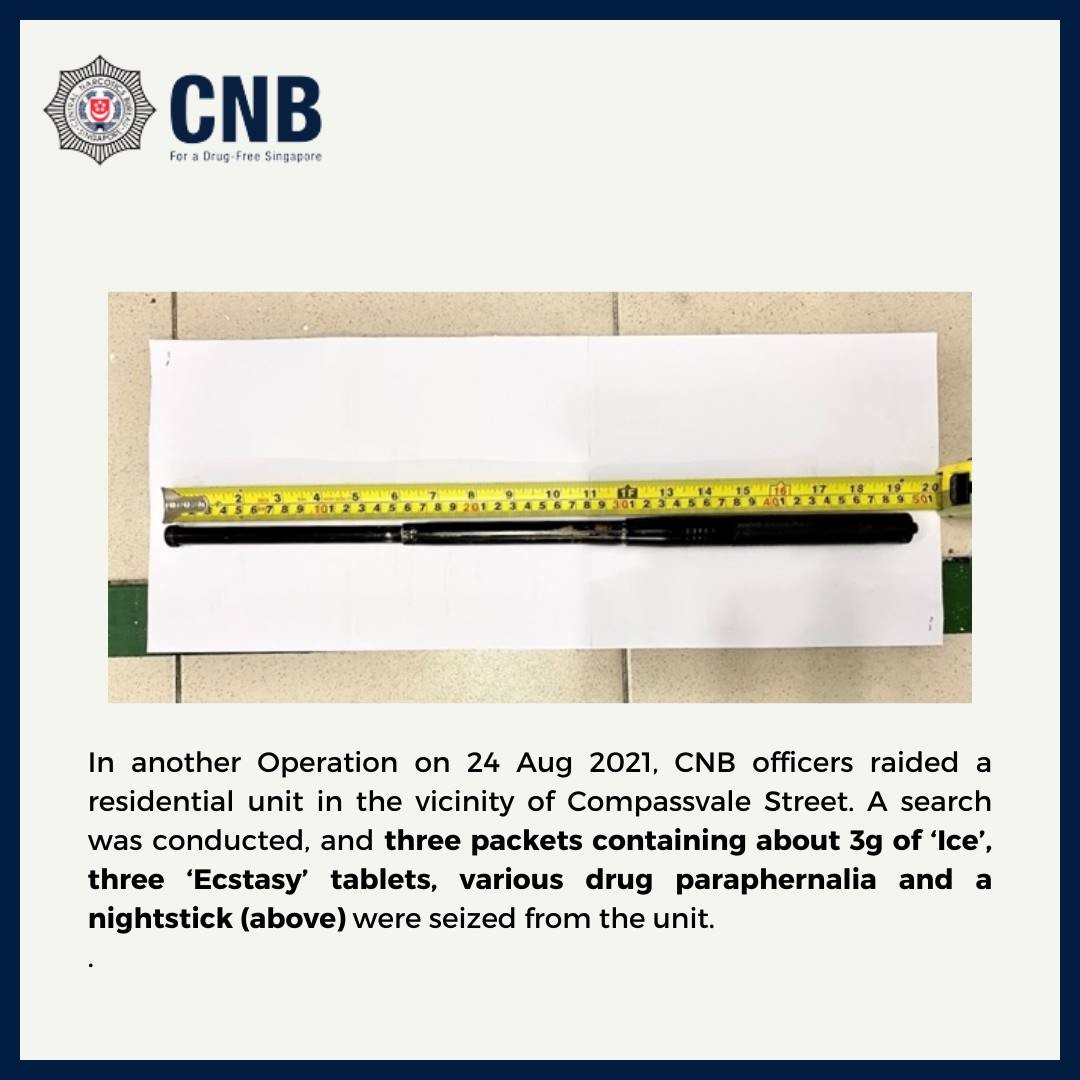 CENTRAL NARCOTICS BUREAU
SINGAPORE
CNB
For a Drug-Free Singapore
2 3 4 5 6 7 8 9 10 11 1F 13 14 15 16 17 18 19 20
4 5 6 7 8 9 10 1 2 3 4 5 6 7 8 9 20 1 2 3 4 5 6 7 8 9 30 1 2 3 4 5 6 7 8 9 40 1 2 3 4 5 6 7 8 9 50 1
In another Operation on 24 Aug 2021, CNB officers raided a
residential unit in the vicinity of Compassvale Street. A search
was conducted, and three packets containing about 3g of ‘Ice’,
three ‘Ecstasy’ tablets, various drug paraphernalia and a
nightstick (above) were seized from the unit.
.